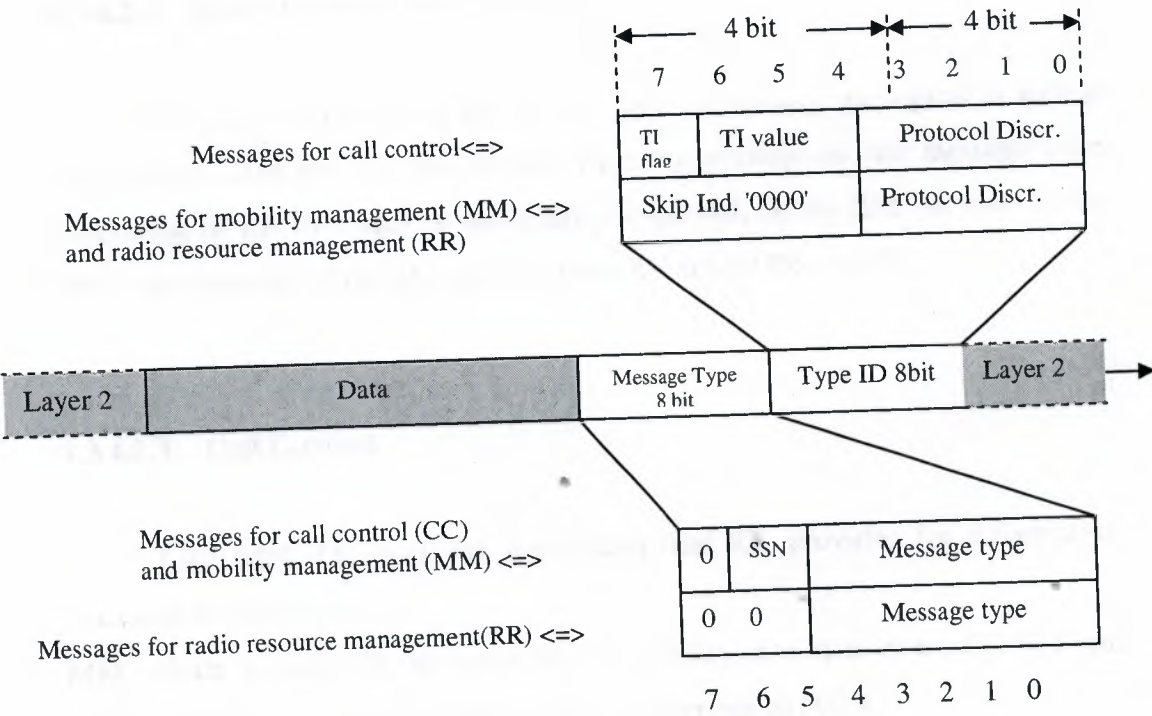 4 bit 4 bit
7 6 5 4 3 2 1 0
Messages for call control<=>
TI flag TI value Protocol Discr.
Messages for mobility management (MM) <=>
and radio resource management (RR)
Skip Ind. '0000' Protocol Discr.
Layer 2 Data Message Type 8 bit Type ID 8bit Layer 2
Messages for call control (CC)
and mobility management (MM) <=>
0 SSN Message type
Messages for radio resource management(RR) <=>
0 0 Message type
7 6 5 4 3 2 1 0